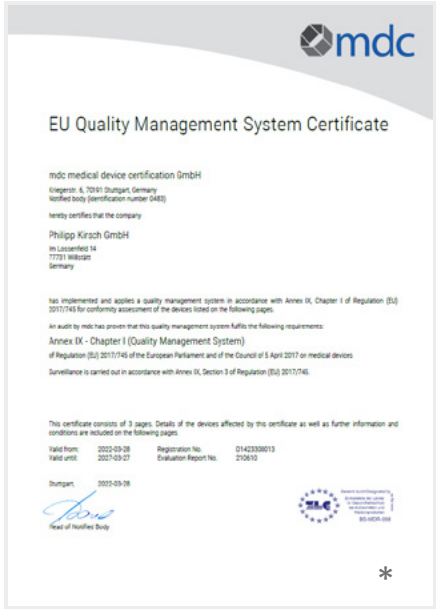 mdc
EU Quality Management System Certificate
mdc medical device certification GmbH
Kriegerstr. 6, 70191 Stuttgart, Germany
Notified body (identification number 0483)
hereby certifies that the company
Philipp Kirsch GmbH
Im Lossenfeld 14
77731 Willstätt
Germany
has implemented and applies a quality management system in accordance with Annex IX, Chapter I of Regulation (EU)
2017/745 for conformity assessment of the devices listed on the following pages.
An audit by mdc has proven that this quality management system fulfils the following requirements:
Annex IX - Chapter I (Quality Management System)
of Regulation (EU) 2017/745 of the European Parliament and of the Council of 5 April 2017 on medical devices
Surveillance is carried out in accordance with Annex IX, Section 3 of Regulation (EU) 2017/745.
This certificate consists of 3 pages. Details of the devices affected by this certificate as well as further information and
conditions are included on the following pages.
Valid from: 2022-03-28 Registration No. D1423300013
Valid until: 2027-03-27 Evaluation Report No. 210610
Stuttgart, 2022-03-28
Head of Notified Body
ZLG
BS-MDR-098
*